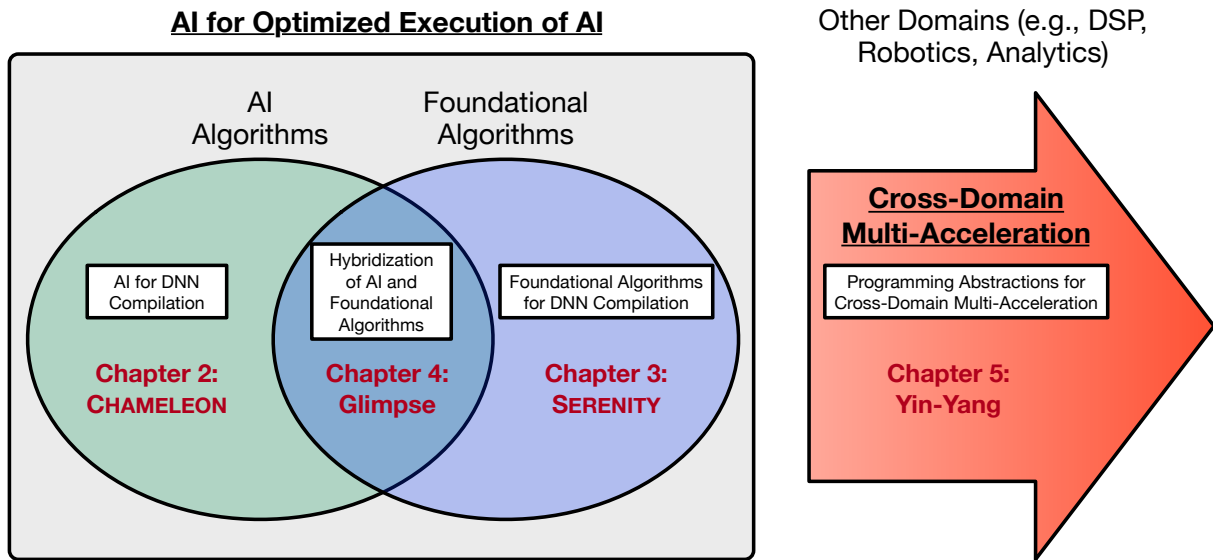 AI for Optimized Execution of AI
AI
Algorithms
Foundational
Algorithms
AI for DNN
Compilation
Hybridization
of AI and
Foundational
Algorithms
Foundational Algorithms
for DNN Compilation
Chapter 2:
CHAMELEON
Chapter 4:
Glimpse
Chapter 3:
SERENITY
Other Domains (e.g., DSP,
Robotics, Analytics)
Cross-Domain
Multi-Acceleration
Programming Abstractions for
Cross-Domain Multi-Acceleration
Chapter 5:
Yin-Yang